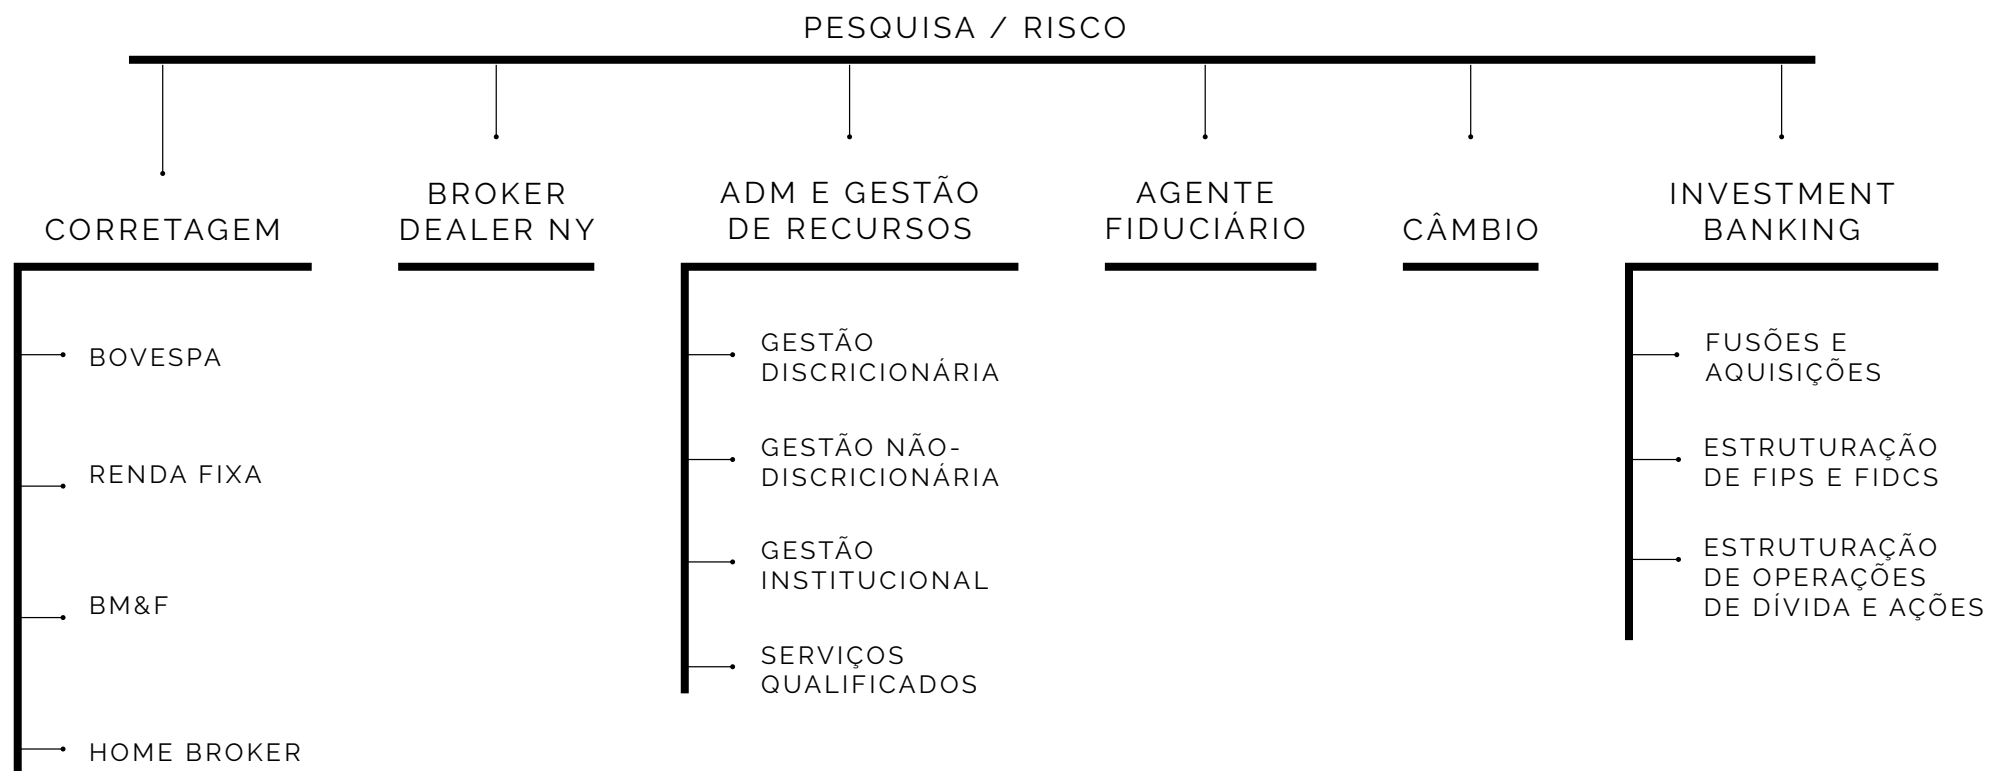 PESQUISA / RISCO
CORRETAGEM
BOVESPA
RENDA FIXA
BM&F
HOME BROKER
BROKER
DEALER NY
ADM E GESTÃO
DE RECURSOS
GESTÃO
DISCRICIONÁRIA
GESTÃO NÃO-
DISCRICIONÁRIA
GESTÃO
INSTITUCIONAL
SERVIÇOS
QUALIFICADOS
AGENTE
FIDUCIÁRIO
CÂMBIO
INVESTMENT
BANKING
FUSÕES E
AQUISIÇÕES
ESTRUTURAÇÃO
DE FIPS E FIDCS
ESTRUTURAÇÃO
DE OPERAÇÕES
DE DÍVIDA E AÇÕES